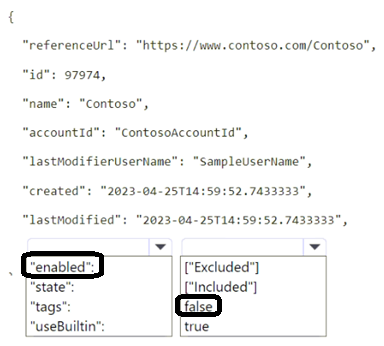 {
"referenceUrl": "https://www.contoso.com/Contoso",
"id": 97974,
"name": "Contoso",
"accountId": "ContosoAccountId",
"lastModifierUserName": "SampleUserName",
"created": "2023-04-25T14:59:52.7433333",
"lastModified": "2023-04-25T14:59:52.7433333",
"enabled": ["Excluded"]
"state": ["Included"]
"tags": false
"useBuiltin": true